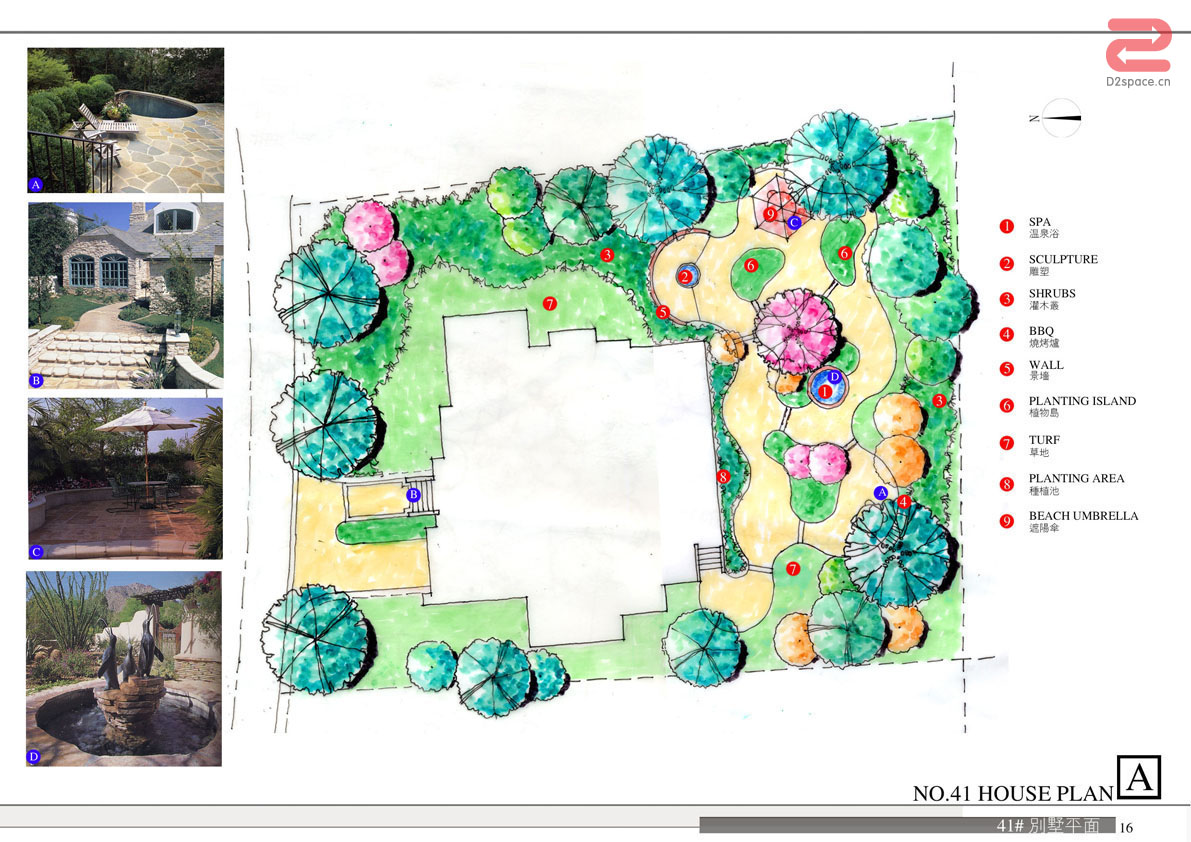 D2space.cn
N
A
B
C
D
3
7
2
5
9
C
6
6
D
1
3
8
A
4
7
B
1 SPA
温泉浴
2 SCULPTURE
雕塑
3 SHRUBS
灌木叢
4 BBQ
燒烤爐
5 WALL
景墻
6 PLANTING ISLAND
植物島
7 TURF
草地
8 PLANTING AREA
種植池
9 BEACH UMBRELLA
遮陽傘
NO.41 HOUSE PLAN A
41# 別墅平面 16